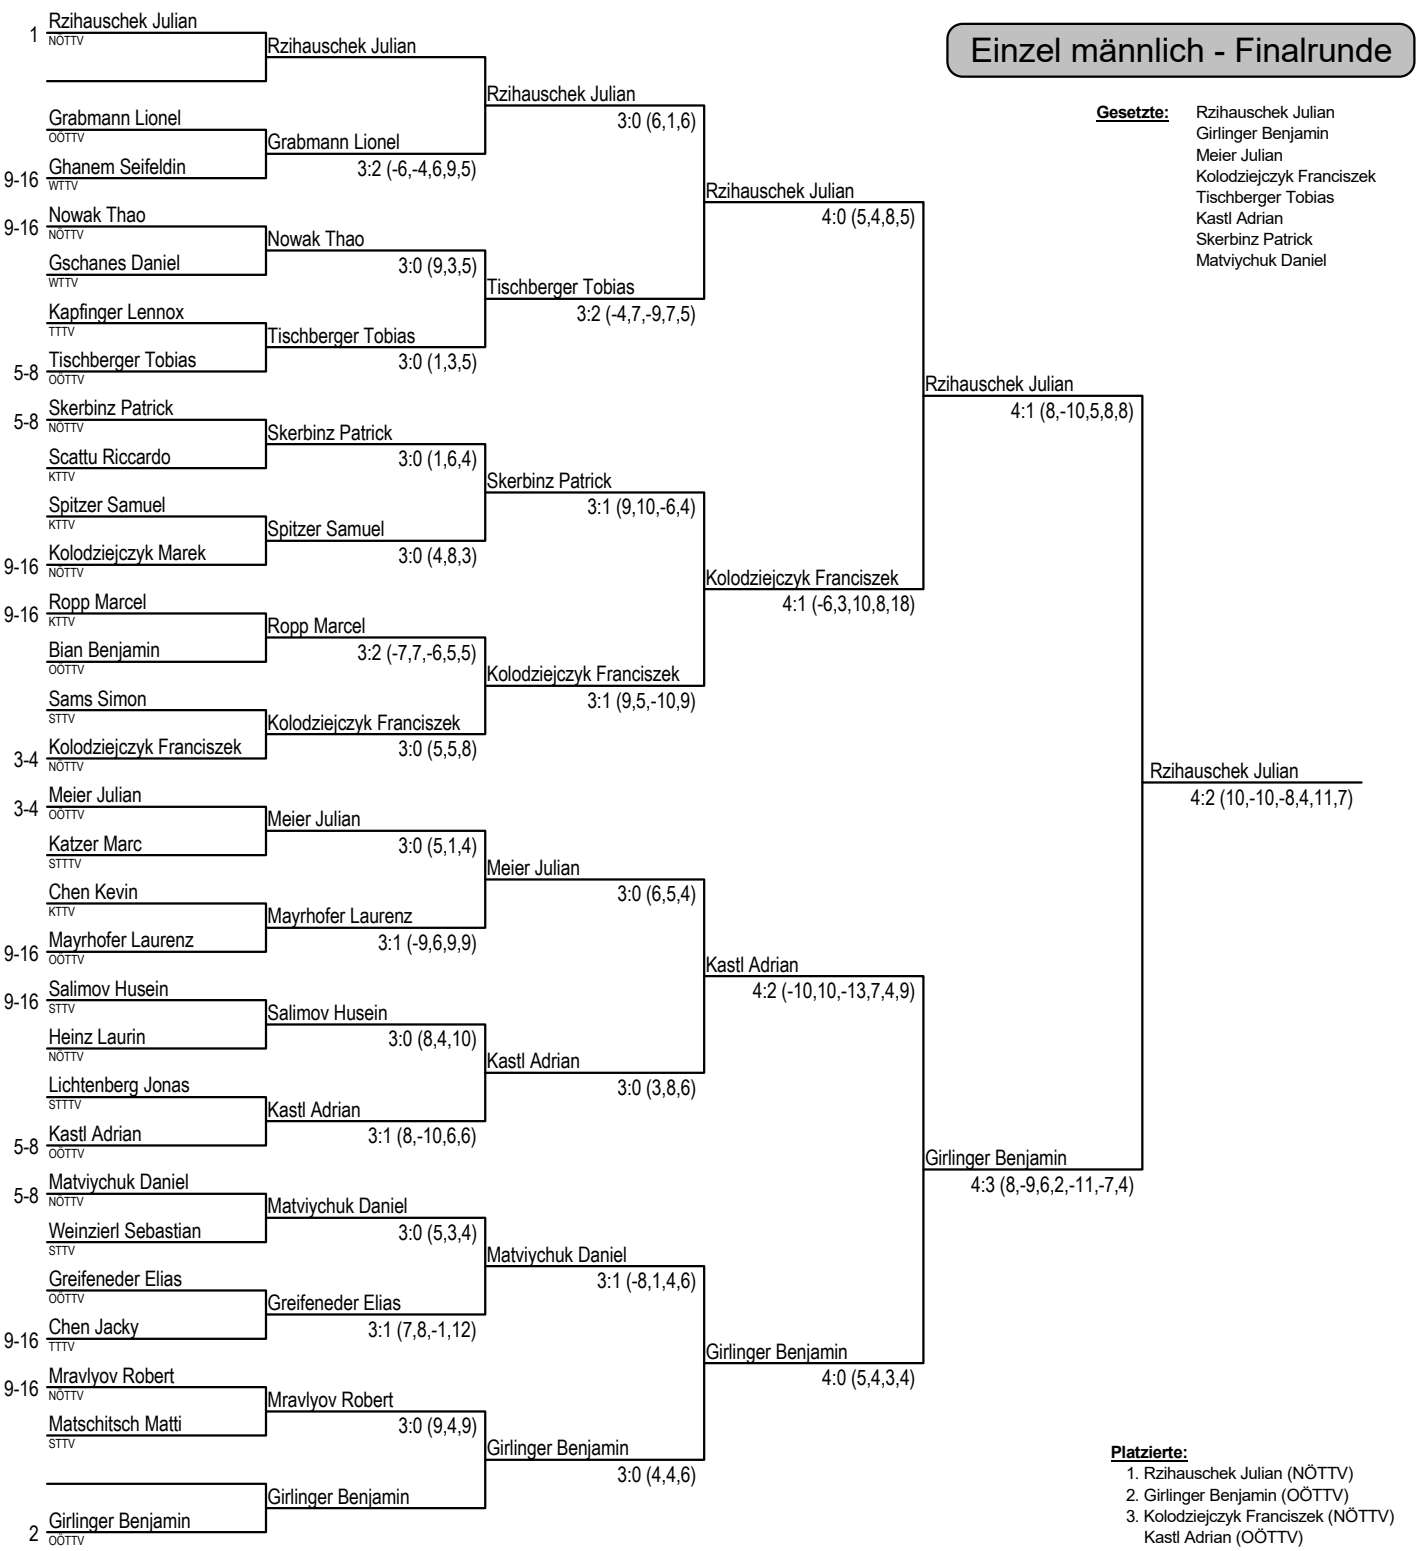 Einzel männlich - Finalrunde
Gesetzte:
Rzihauschek Julian
Girlinger Benjamin
Meier Julian
Kolodziejczyk Franciszek
Tischberger Tobias
Kastl Adrian
Skerbinz Patrick
Matviychuk Daniel
1 Rzihauschek Julian
NÖTTV
Grabmann Lionel
OÖTTV
9-16 Ghanem Seifeldin
WTTV
9-16 Nowak Thao
NÖTTV
Gschanes Daniel
WTTV
Kapfinger Lennox
TTTV
5-8 Tischberger Tobias
OÖTTV
5-8 Skerbinz Patrick
NÖTTV
Scattu Riccardo
KTTV
Spitzer Samuel
KTTV
9-16 Kolodziejczyk Marek
NÖTTV
9-16 Ropp Marcel
KTTV
Bian Benjamin
OÖTTV
Sams Simon
STTV
3-4 Kolodziejczyk Franciszek
NÖTTV
3-4 Meier Julian
OÖTTV
Katzer Marc
STTTV
Chen Kevin
KTTV
9-16 Mayrhofer Laurenz
OÖTTV
9-16 Salimov Husein
STTV
Heinz Laurin
NÖTTV
Lichtenberg Jonas
STTTV
5-8 Kastl Adrian
OÖTTV
5-8 Matviychuk Daniel
NÖTTV
Weinzierl Sebastian
STTV
Greifeneder Elias
OÖTTV
9-16 Chen Jacky
TTTV
9-16 Mravlyov Robert
NÖTTV
Matschitsch Matti
STTV
2 Girlinger Benjamin
OÖTTV
Rzihauschek Julian
Grabmann Lionel
3:2 (-6,-4,6,9,5)
Nowak Thao
3:0 (9,3,5)
Tischberger Tobias
3:0 (1,3,5)
Skerbinz Patrick
3:0 (1,6,4)
Spitzer Samuel
3:0 (4,8,3)
Ropp Marcel
3:2 (-7,7,-6,5,5)
Kolodziejczyk Franciszek
3:0 (5,5,8)
Meier Julian
3:0 (5,1,4)
Mayrhofer Laurenz
3:1 (-9,6,9,9)
Salimov Husein
3:0 (8,4,10)
Kastl Adrian
3:1 (8,-10,6,6)
Matviychuk Daniel
3:0 (5,3,4)
Greifeneder Elias
3:1 (7,8,-1,12)
Mravlyov Robert
3:0 (9,4,9)
Girlinger Benjamin
Rzihauschek Julian
3:0 (6,1,6)
Tischberger Tobias
3:2 (-4,7,-9,7,5)
Skerbinz Patrick
3:1 (9,10,-6,4)
Kolodziejczyk Franciszek
3:1 (9,5,-10,9)
Meier Julian
3:0 (6,5,4)
Kastl Adrian
3:0 (3,8,6)
Matviychuk Daniel
3:1 (-8,1,4,6)
Girlinger Benjamin
3:0 (4,4,6)
Rzihauschek Julian
4:0 (5,4,8,5)
Kolodziejczyk Franciszek
4:1 (-6,3,10,8,18)
Kastl Adrian
4:2 (-10,10,-13,7,4,9)
Girlinger Benjamin
4:0 (5,4,3,4)
Rzihauschek Julian
4:1 (8,-10,5,8,8)
Girlinger Benjamin
4:3 (8,-9,6,2,-11,-7,4)
Rzihauschek Julian
4:2 (10,-10,-8,4,11,7)
Platzierte:
1. Rzihauschek Julian (NÖTTV)
2. Girlinger Benjamin (OÖTTV)
3. Kolodziejczyk Franciszek (NÖTTV)
Kastl Adrian (OÖTTV)